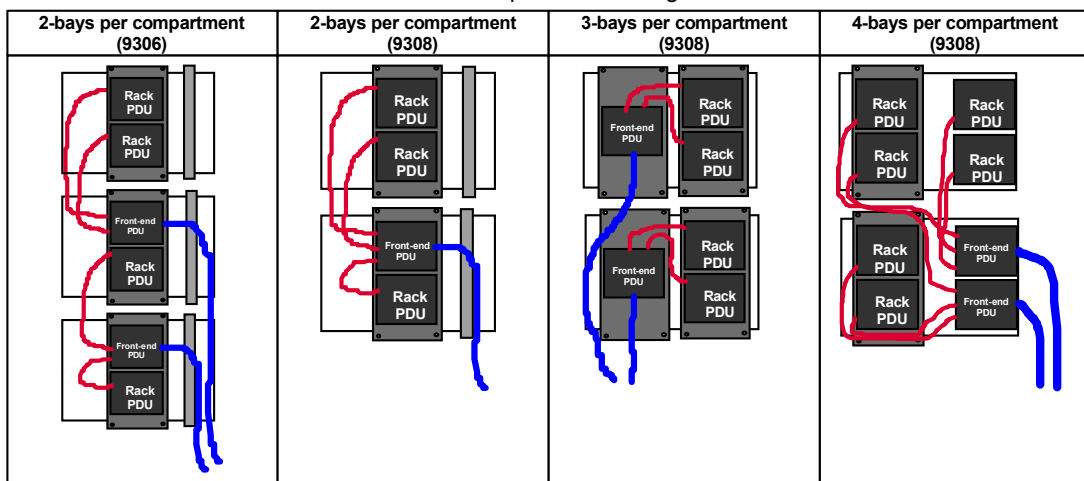 2-bays per compartment
(9306)
2-bays per compartment
(9308)
3-bays per compartment
(9308)
4-bays per compartment
(9308)
Rack
PDU
Rack
PDU
Front-end
PDU
Rack
PDU
Front-end
PDU
Rack
PDU
Rack
PDU
Rack
PDU
Front-end
PDU
Rack
PDU
Rack
PDU
Front-end
PDU
Rack
PDU
Rack
PDU
Front-end
PDU
Rack
PDU
Rack
PDU
Rack
PDU
Rack
PDU
Rack
PDU
Rack
PDU
Front-end
PDU
Rack
PDU
Front-end
PDU